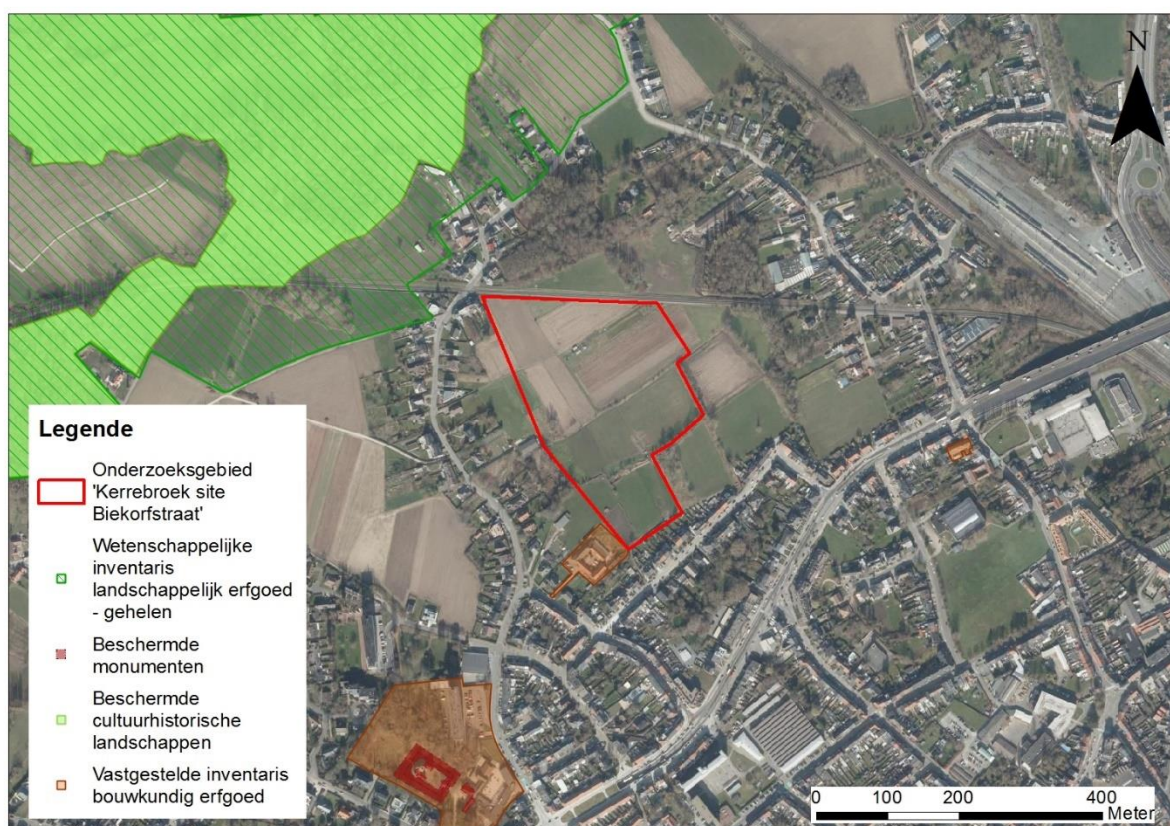 N
Legende
Onderzoeksgebied
'Kerrebroek site
Biekorfstraat'
Wetenschappelijke
inventaris
landschappelijk erfgoed
- gehelen
Beschermde
monumenten
Beschermde
cultuurhistorische
landschappen
Vastgestelde inventaris
bouwkundig erfgoed
0 100 200 400
Meter